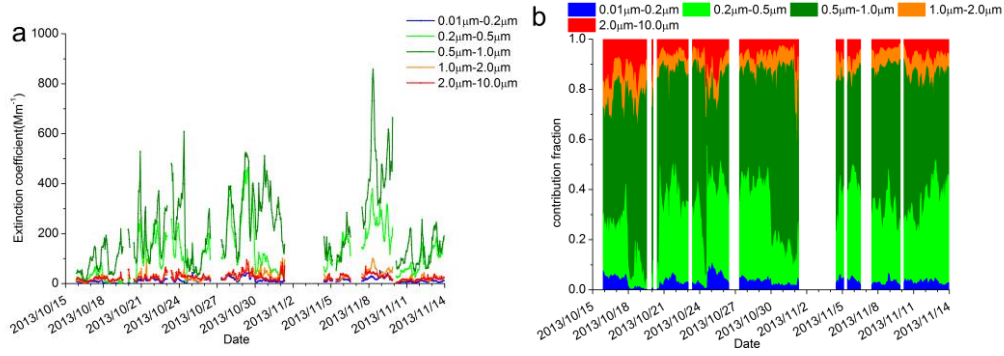 a
Extinction coefficient(Mm⁻¹)
1000
800
600
400
200
0
0.01μm-0.2μm
0.2μm-0.5μm
0.5μm-1.0μm
1.0μm-2.0μm
2.0μm-10.0μm
2013/10/15
2013/10/18
2013/10/21
2013/10/24
2013/10/27
2013/10/30
2013/11/2
2013/11/5
2013/11/8
2013/11/11
2013/11/14
Date
b
0.01μm-0.2μm 0.2μm-0.5μm 0.5μm-1.0μm 1.0μm-2.0μm
2.0μm-10.0μm
contribution fraction
1.0
0.8
0.6
0.4
0.2
0.0
2013/10/15
2013/10/18
2013/10/21
2013/10/24
2013/10/27
2013/10/30
2013/11/2
2013/11/5
2013/11/8
2013/11/11
2013/11/14
Date